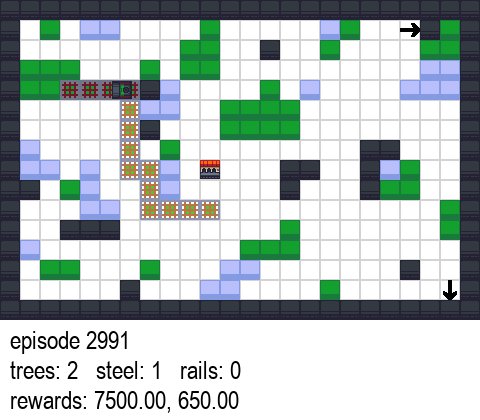 episode 2991
trees: 2 steel: 1 rails: 0
rewards: 7500.00, 650.00